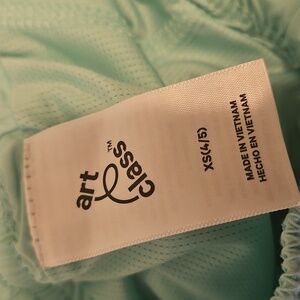 art
class™
XS(4/5)
MADE IN VIETNAM
HECHO EN VIETNAM